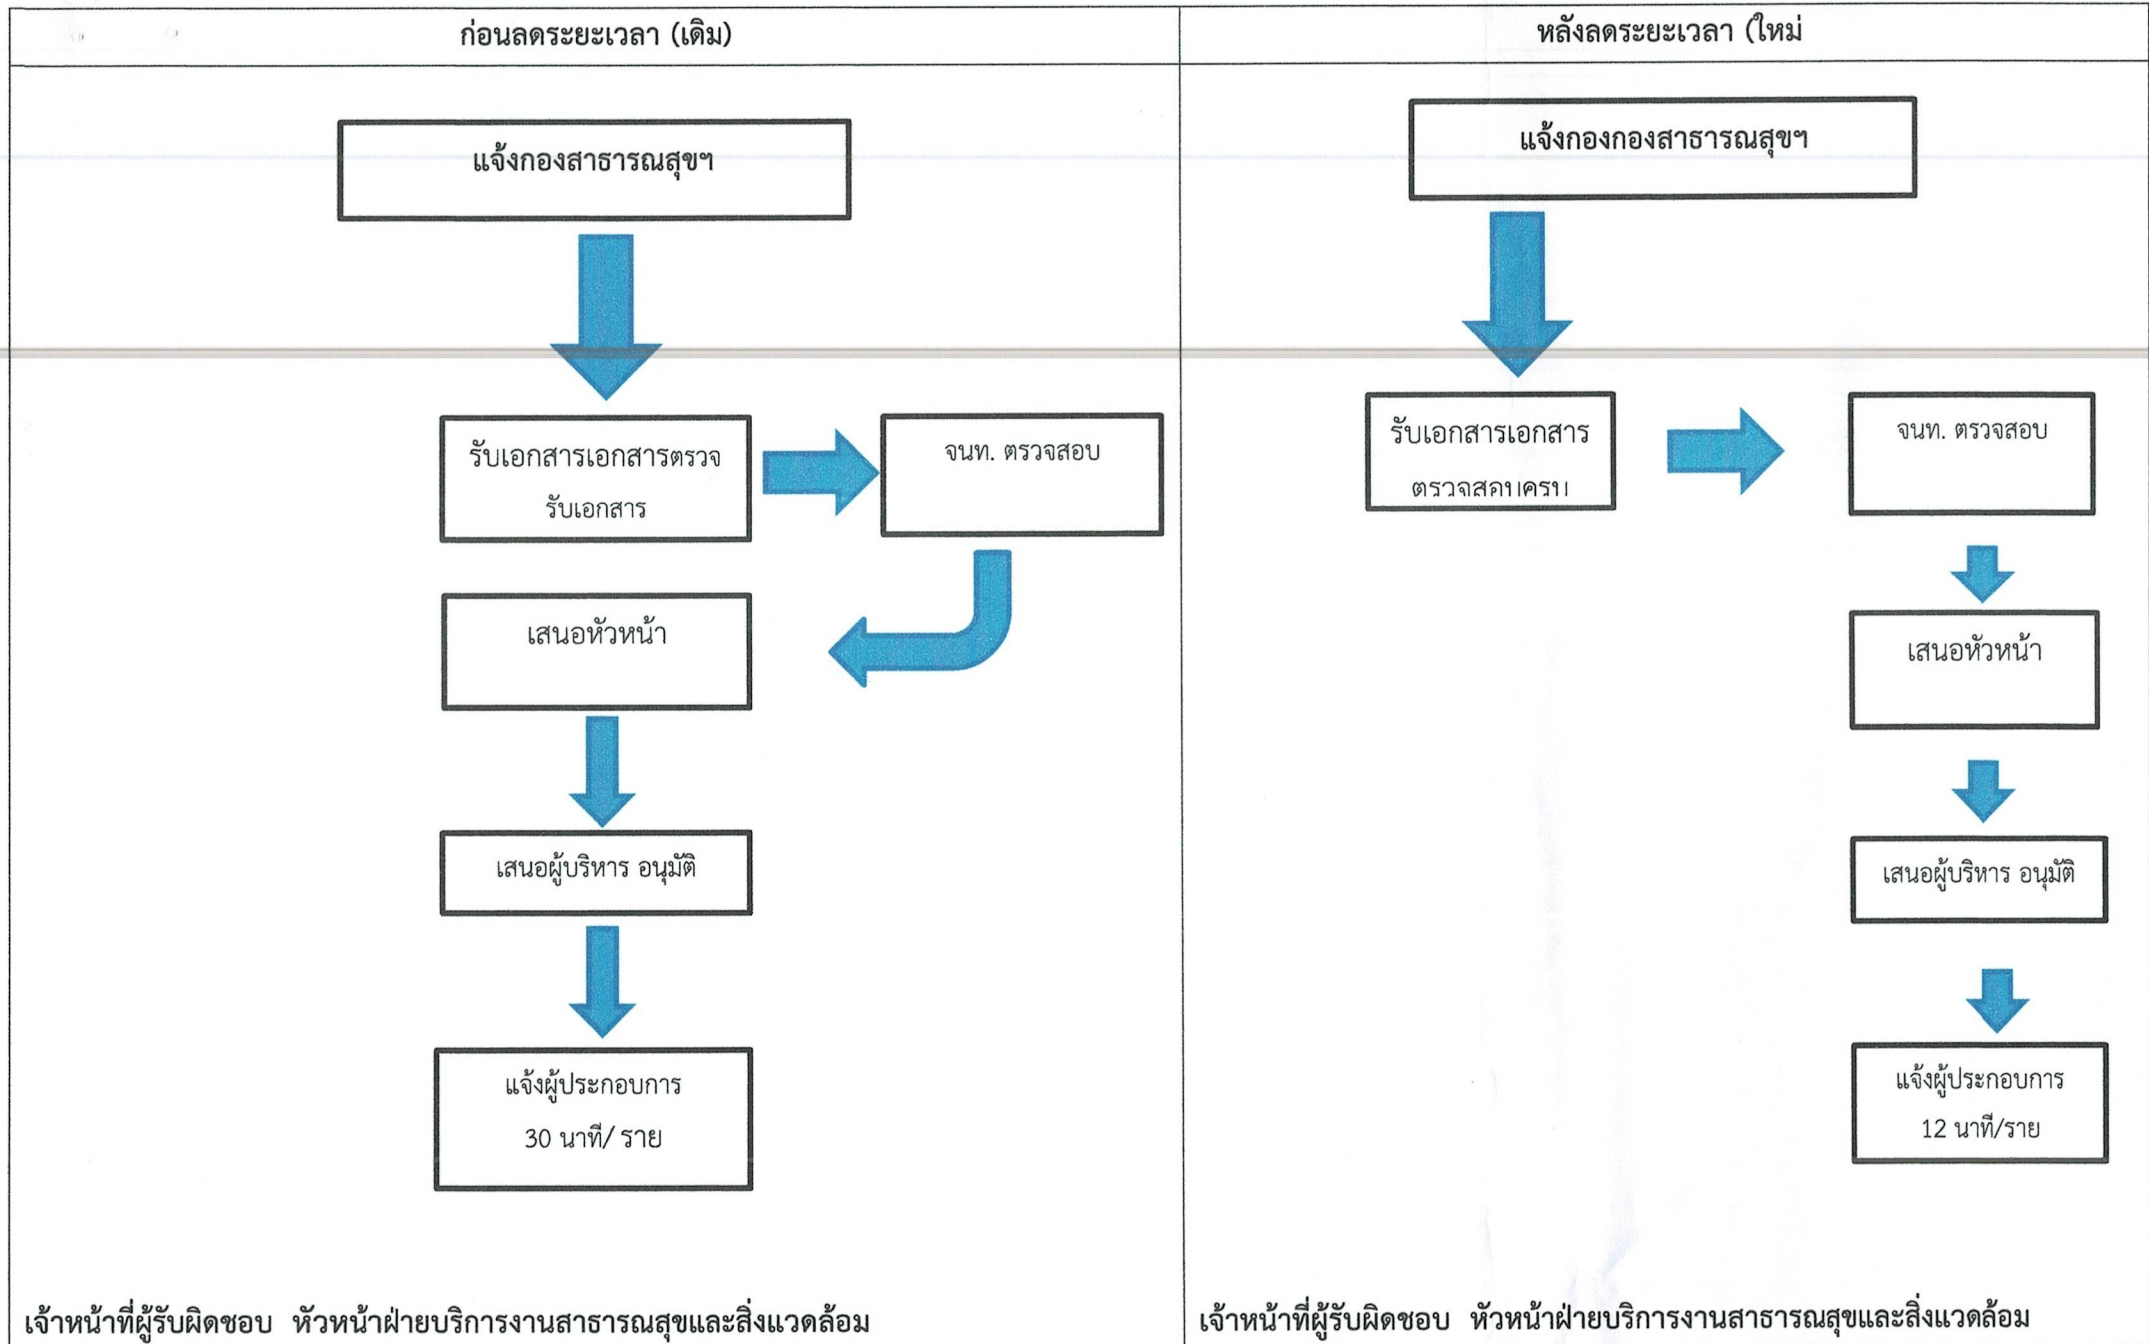 ก่อนลดระยะเวลา (เดิม)
แจ้งกองสาธารณสุขฯ
รับเอกสารเอกสารตรวจ
รับเอกสาร
จนท. ตรวจสอบ
เสนอหัวหน้า
เสนอผู้บริหาร อนุมัติ
แจ้งผู้ประกอบการ
30 นาที/ ราย
เจ้าหน้าที่ผู้รับผิดชอบ หัวหน้าฝ่ายบริการงานสาธารณสุขและสิ่งแวดล้อม
หลังลดระยะเวลา (ใหม่
แจ้งกองกองสาธารณสุขฯ
รับเอกสารเอกสาร
ตรวจสอบครบ
จนท. ตรวจสอบ
เสนอหัวหน้า
เสนอผู้บริหาร อนุมัติ
แจ้งผู้ประกอบการ
12 นาที/ราย
เจ้าหน้าที่ผู้รับผิดชอบ หัวหน้าฝ่ายบริการงานสาธารณสุขและสิ่งแวดล้อม